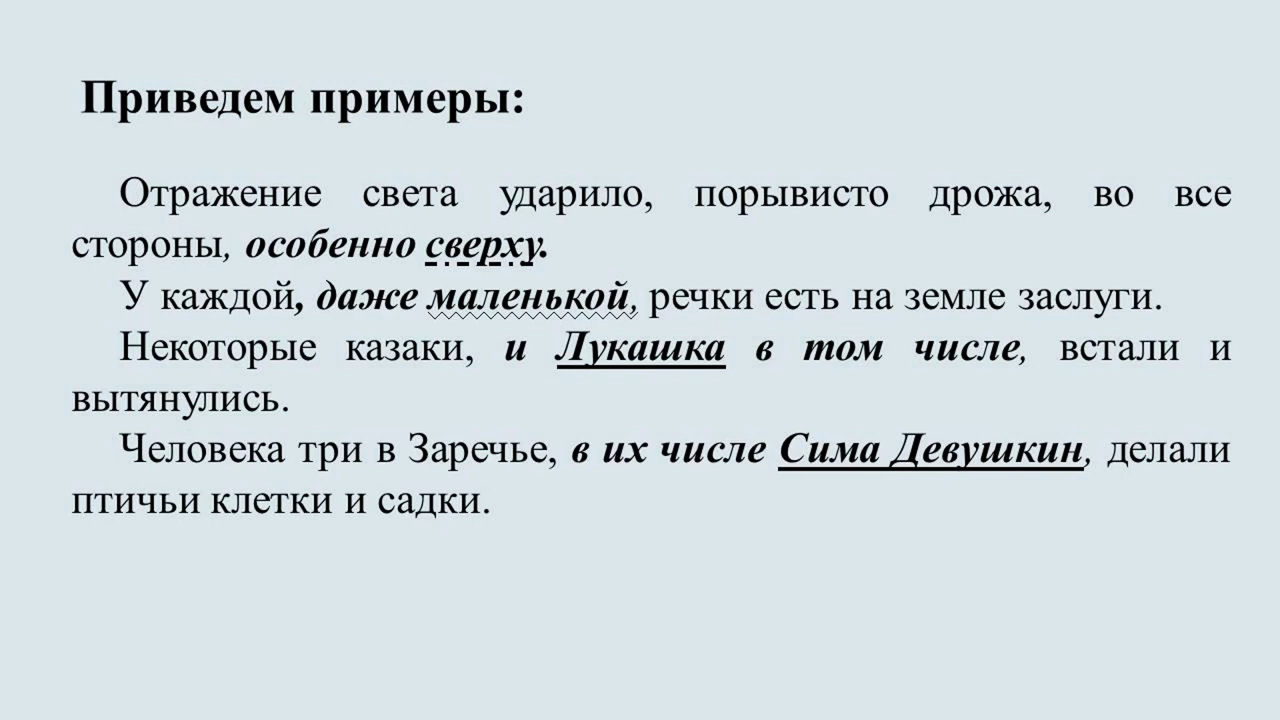 Приведем примеры:
Отражение света ударило, порывисто дрожа, во все
стороны, особенно сверху.
У каждой, даже маленькой, речки есть на земле заслуги.
Некоторые казаки, и Лукашка в том числе, встали и
вытянулись.
Человека три в Заречье, в их числе Сима Девушкин, делали
птичьи клетки и садки.